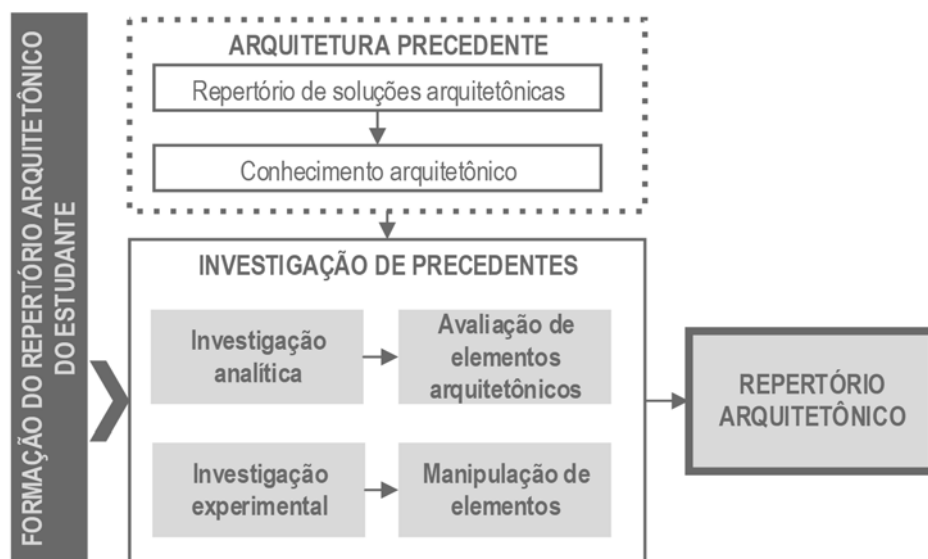 FORMAÇÃO DO REPERTÓRIO ARQUITETÔNICO
DO ESTUDANTE
ARQUITETURA PRECEDENTE
Repertório de soluções arquitetônicas
Conhecimento arquitetônico
INVESTIGAÇÃO DE PRECEDENTES
Investigação
analítica
Avaliação de
elementos
arquitetônicos
Investigação
experimental
Manipulação de
elementos
REPERTÓRIO
ARQUITETÔNICO